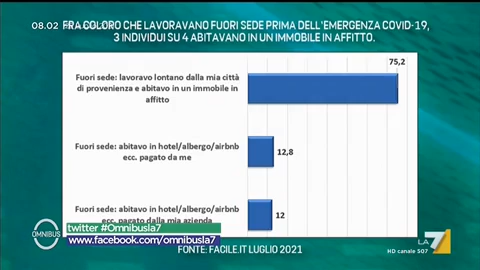 08.02
FRA COLORO CHE LAVORAVANO FUORI SEDE PRIMA DELL'EMERGENZA COVID-19,
3 INDIVIDUI SU 4 ABITAVANO IN UN IMMOBILE IN AFFITTO.
75,2
Fuori sede: lavoravo lontano dalla mia città
di provenienza e abitavo in un immobile in
affitto
Fuori sede: abitavo in hotel/albergo/airbnb
ecc. pagato da me
12,8
Fuori sede: abitavo in hotel/albergo/airbnb
ecc. pagato dalla mia azienda
12
OMNIBUS
twitter #Omnibusla7
www.facebook.com/omnibusla7
FONTE: FACILE.IT LUGLIO 2021
LA 7
HD canale 507